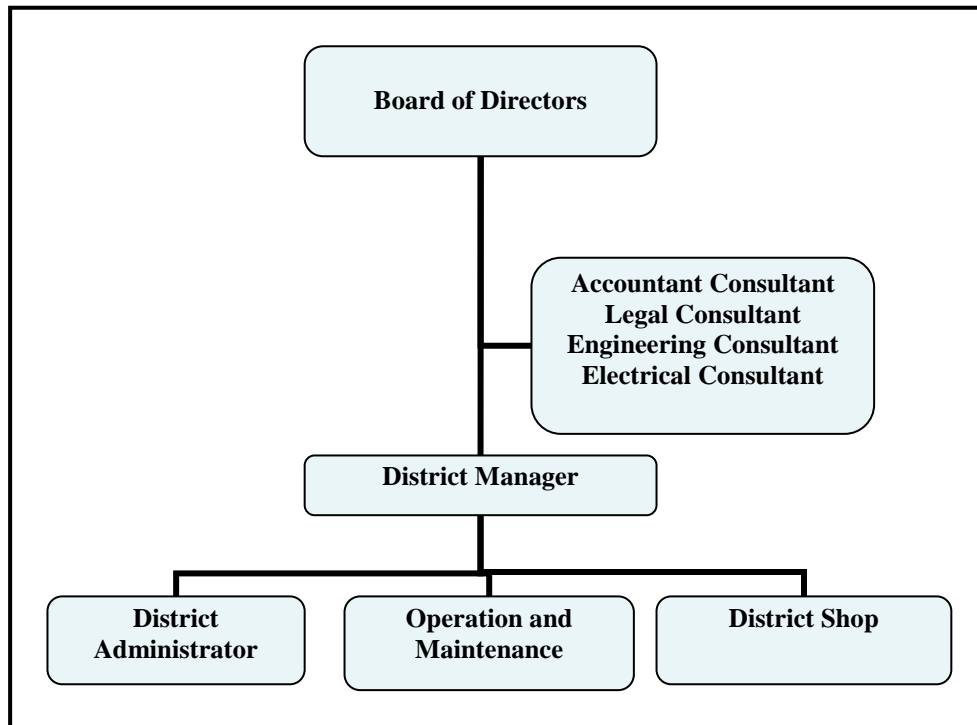 Board of Directors
Accountant Consultant
Legal Consultant
Engineering Consultant
Electrical Consultant
District Manager
District
Administrator
Operation and
Maintenance
District Shop